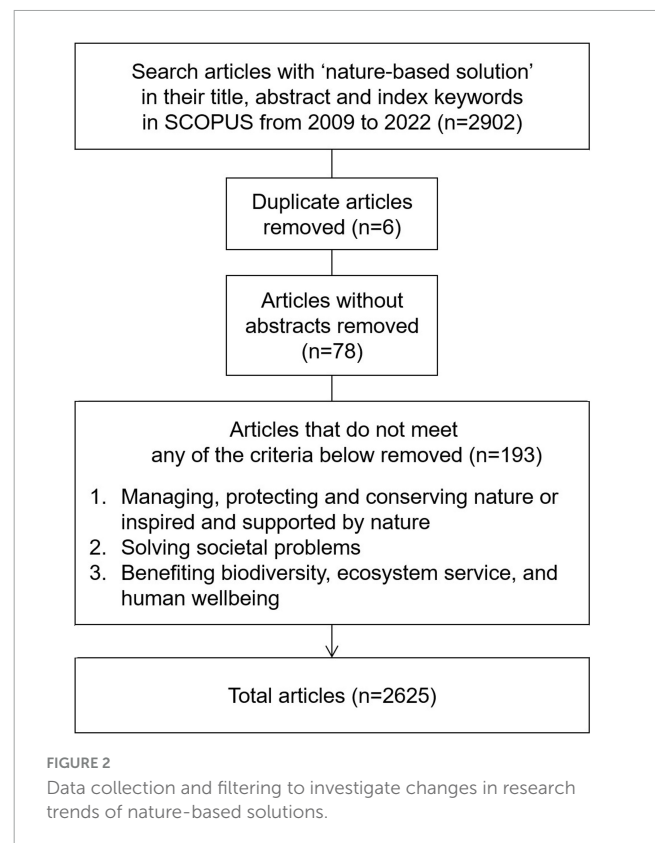 Search articles with ‘nature-based solution’
in their title, abstract and index keywords
in SCOPUS from 2009 to 2022 (n=2902)
Duplicate articles
removed (n=6)
Articles without
abstracts removed
(n=78)
Articles that do not meet
any of the criteria below removed (n=193)
1. Managing, protecting and conserving nature or
inspired and supported by nature
2. Solving societal problems
3. Benefiting biodiversity, ecosystem service, and
human wellbeing
Total articles (n=2625)
FIGURE 2
Data collection and filtering to investigate changes in research
trends of nature-based solutions.